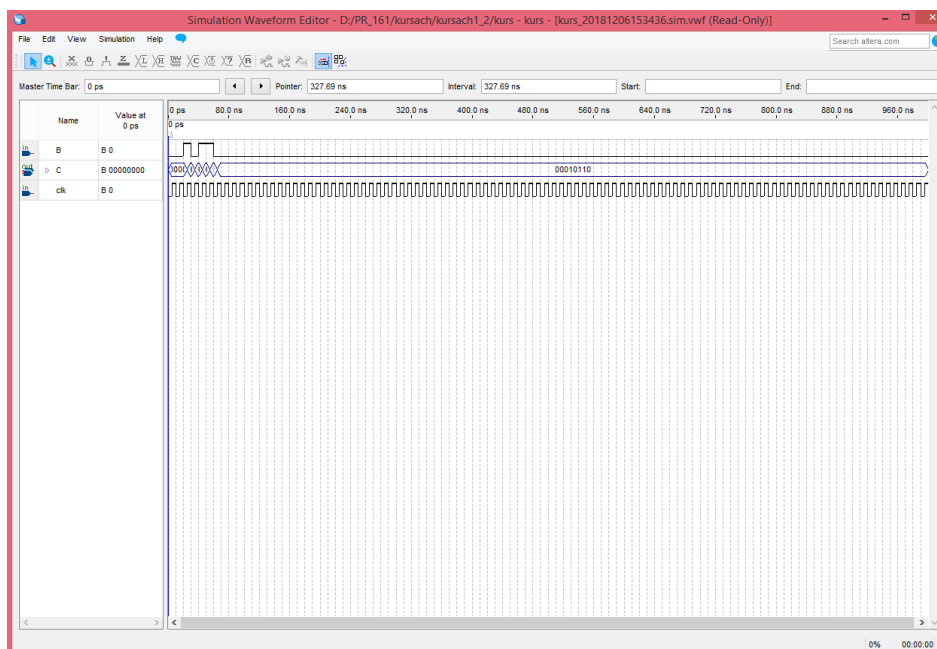 Simulation Waveform Editor - D:/PR_161/kursach/kursach1_2/kurs - kurs - [kurs_20181206153436.sim.vwf (Read-Only)]
File Edit View Simulation Help
Search altera.com
Master Time Bar: 0 ps Pointer: 327.69 ns Interval: 327.69 ns Start: End:
Name Value at 0 ps
0 ps 80.0 ns 160.0 ns 240.0 ns 320.0 ns 400.0 ns 480.0 ns 560.0 ns 640.0 ns 720.0 ns 800.0 ns 880.0 ns 960.0 ns
0 ps
in B B 0
out C B 00000000 00010110
in clk B 0
0% 00:00:00